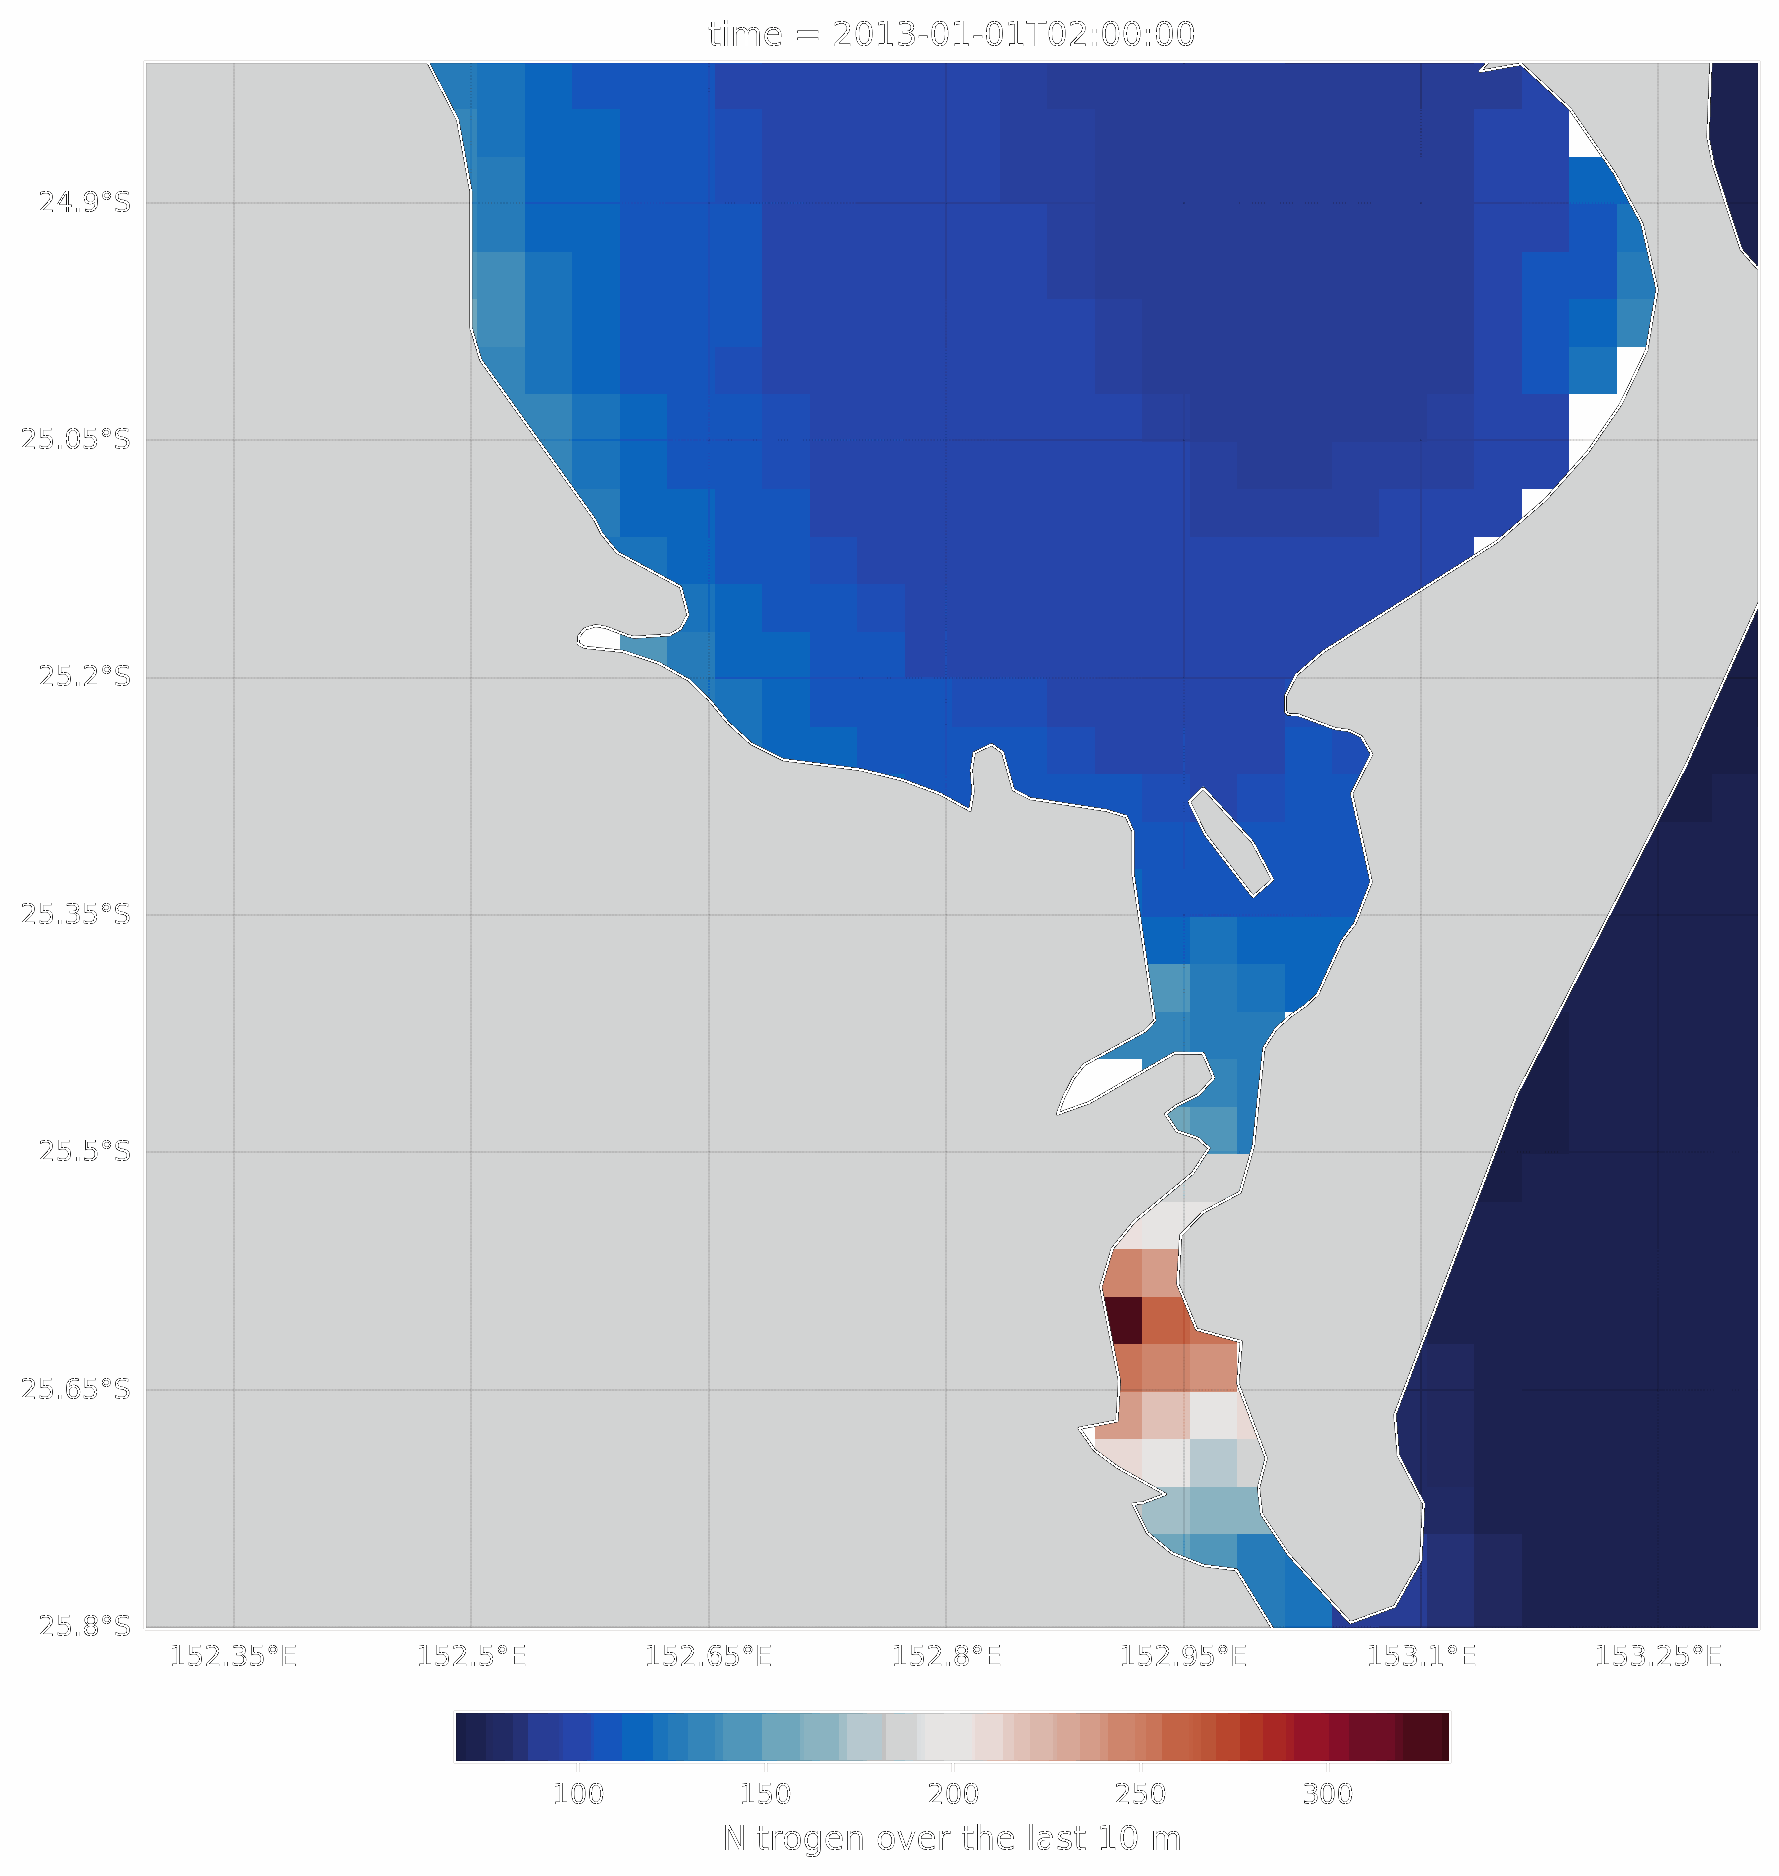 time = 2013-01-01T02:00:00
24.9°S
25.05°S
25.2°S
25.35°S
25.5°S
25.65°S
25.8°S
152.35°E 152.5°E 152.65°E 152.8°E 152.95°E 153.1°E 153.25°E
100 150 200 250 300
N trogen over the last 10 m